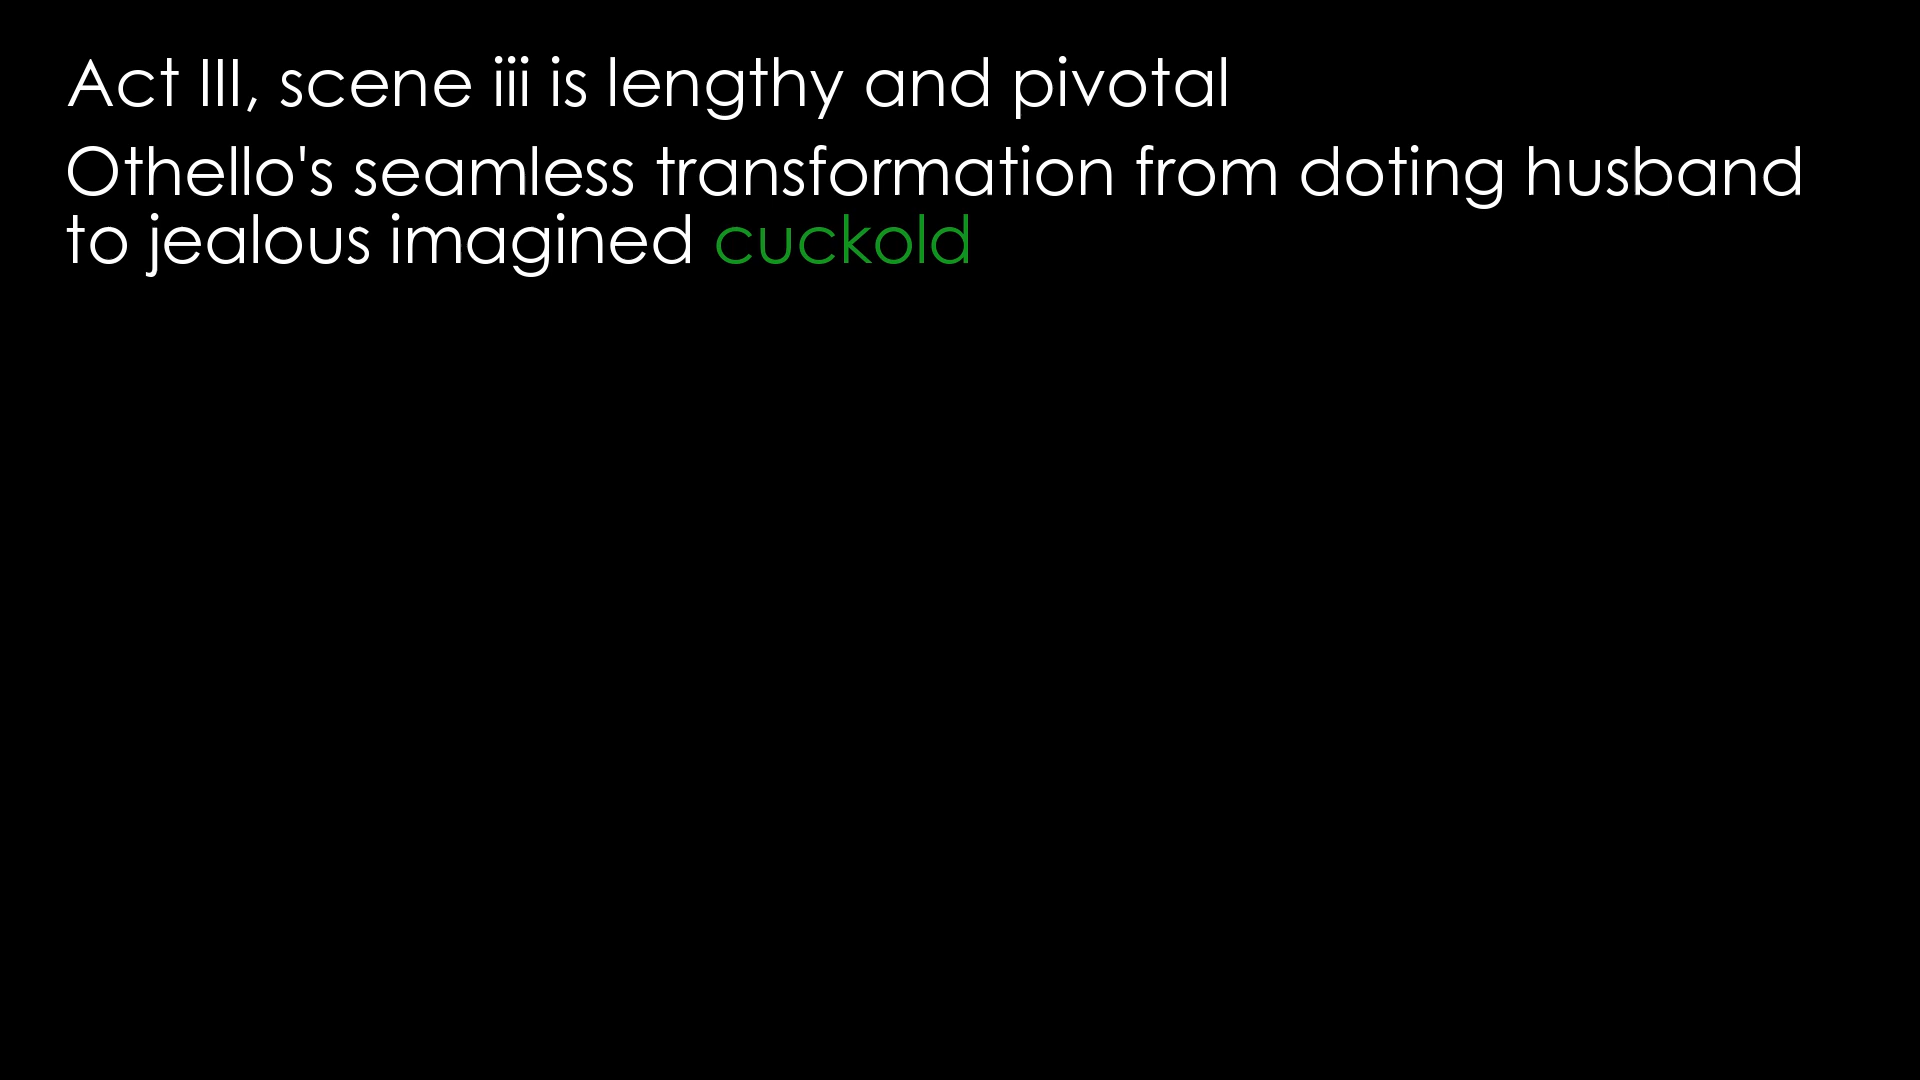 Act III, scene iii is lengthy and pivotal
Othello's seamless transformation from doting husband
to jealous imagined cuckold